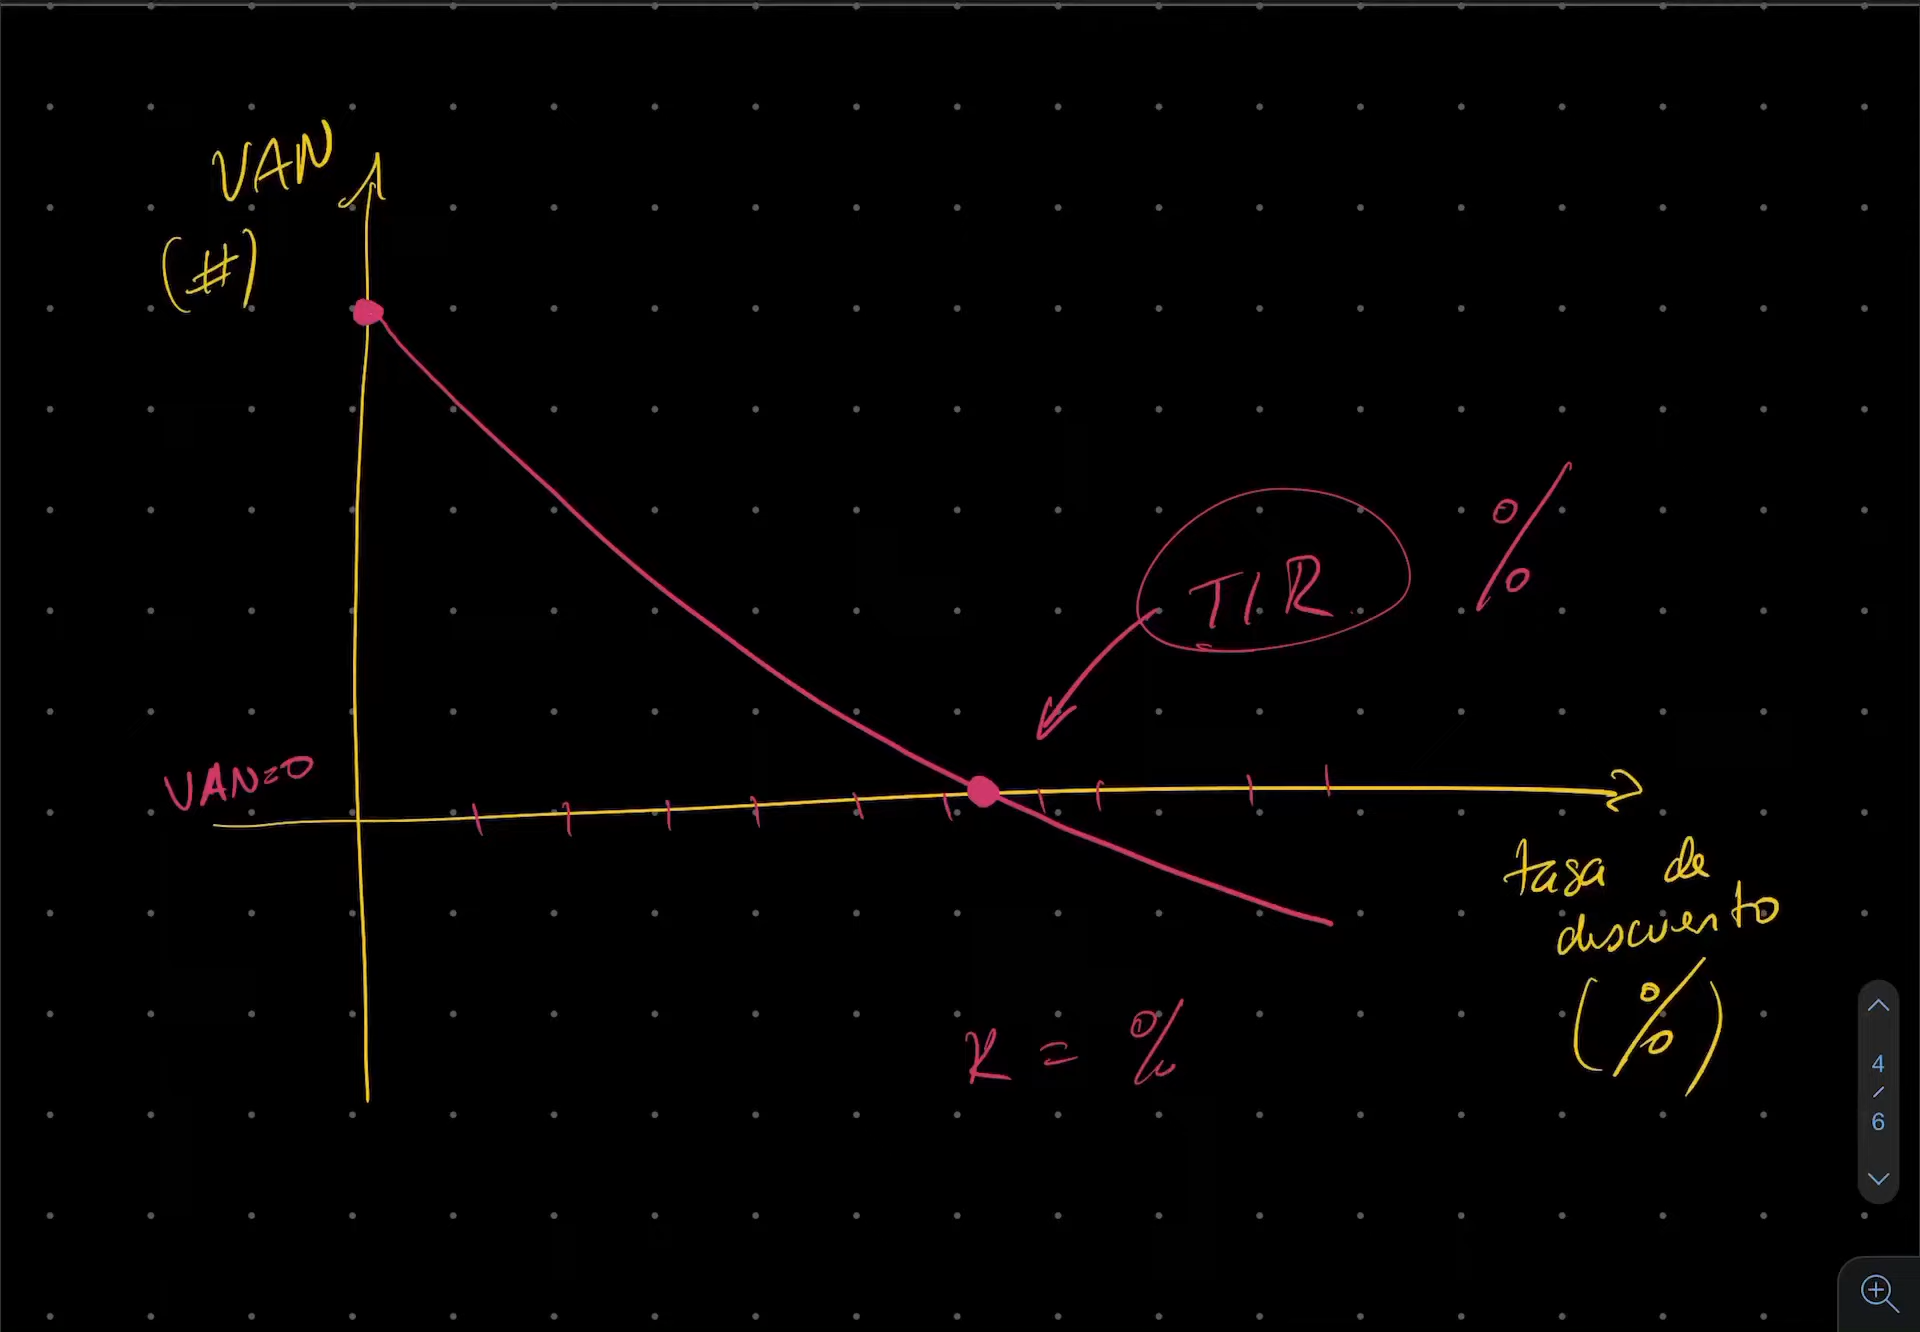 VAN
(#)
%
TIR
VAN=0
tasa de
descuento
(%)
K = %
4
/
6